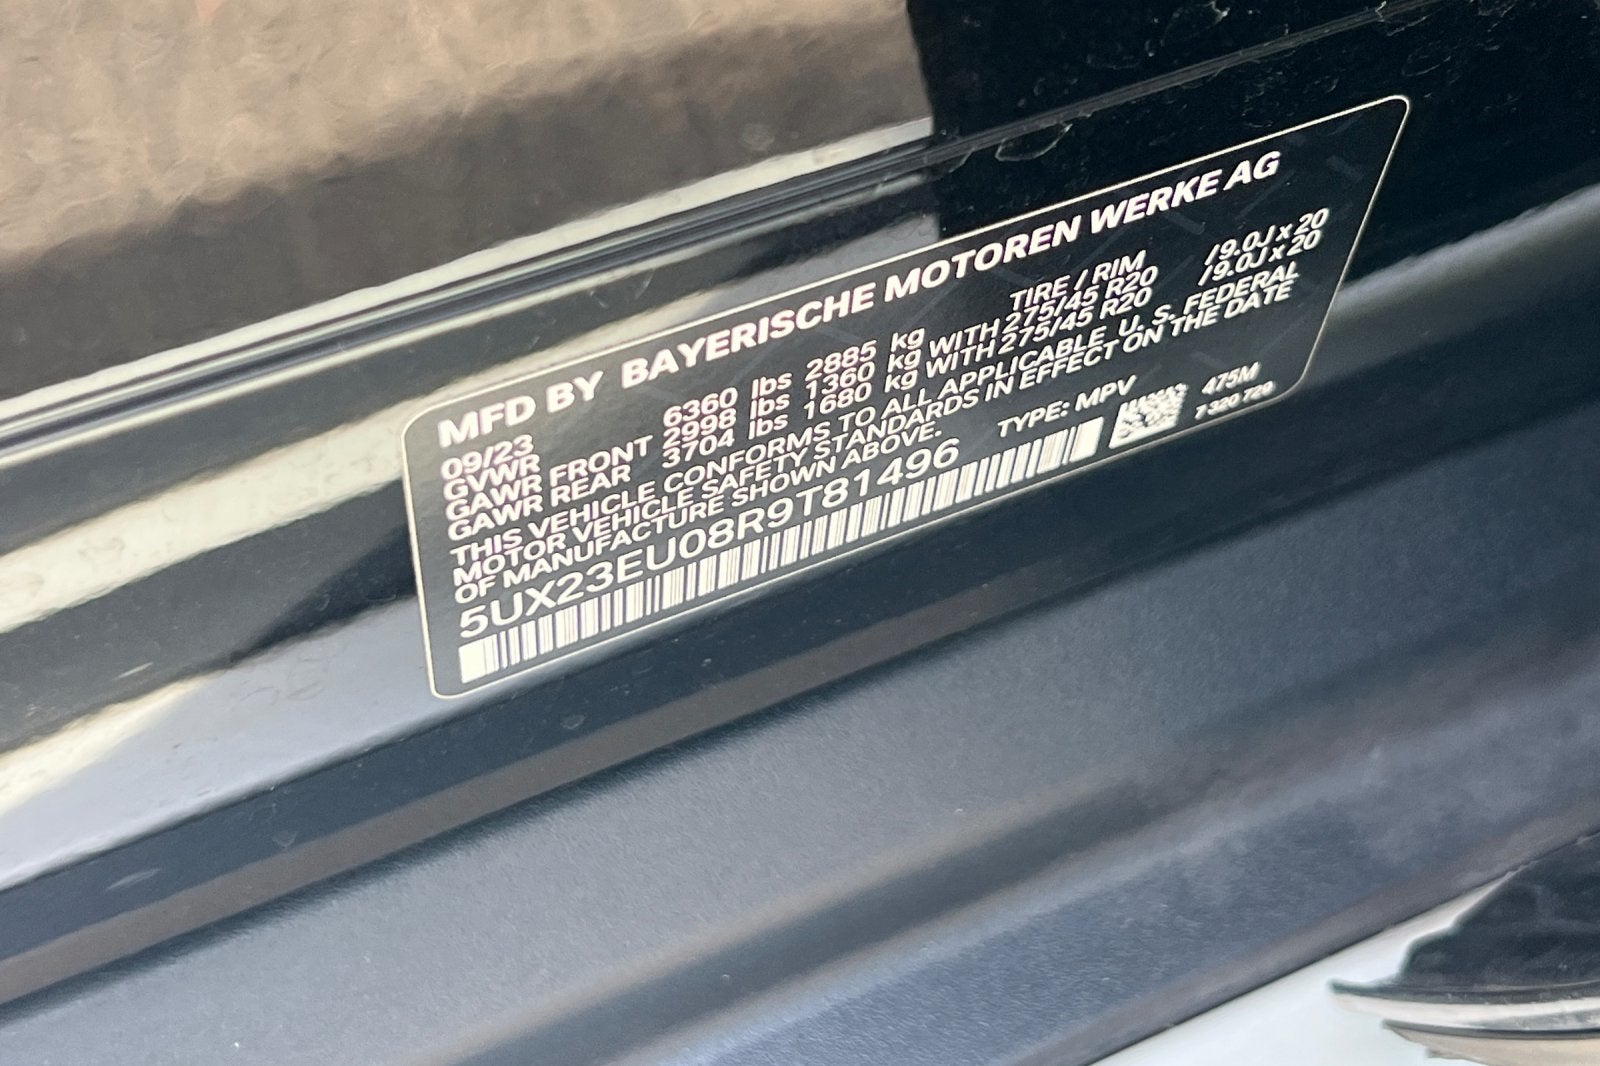 MFD BY BAYERISCHE MOTOREN WERKE AG
09/23 TIRE / RIM
GVWR 6360 lbs 2885 kg
GAWR FRONT 2998 lbs 1360 kg WITH 275/45 R20 /9.0J x 20
GAWR REAR 3704 lbs 1680 kg WITH 275/45 R20 /9.0J x 20
THIS VEHICLE CONFORMS TO ALL APPLICABLE U. S. FEDERAL
MOTOR VEHICLE SAFETY STANDARDS IN EFFECT ON THE DATE
OF MANUFACTURE SHOWN ABOVE.
5UX23EU08R9T81496 TYPE: MPV
475M
7 320 729